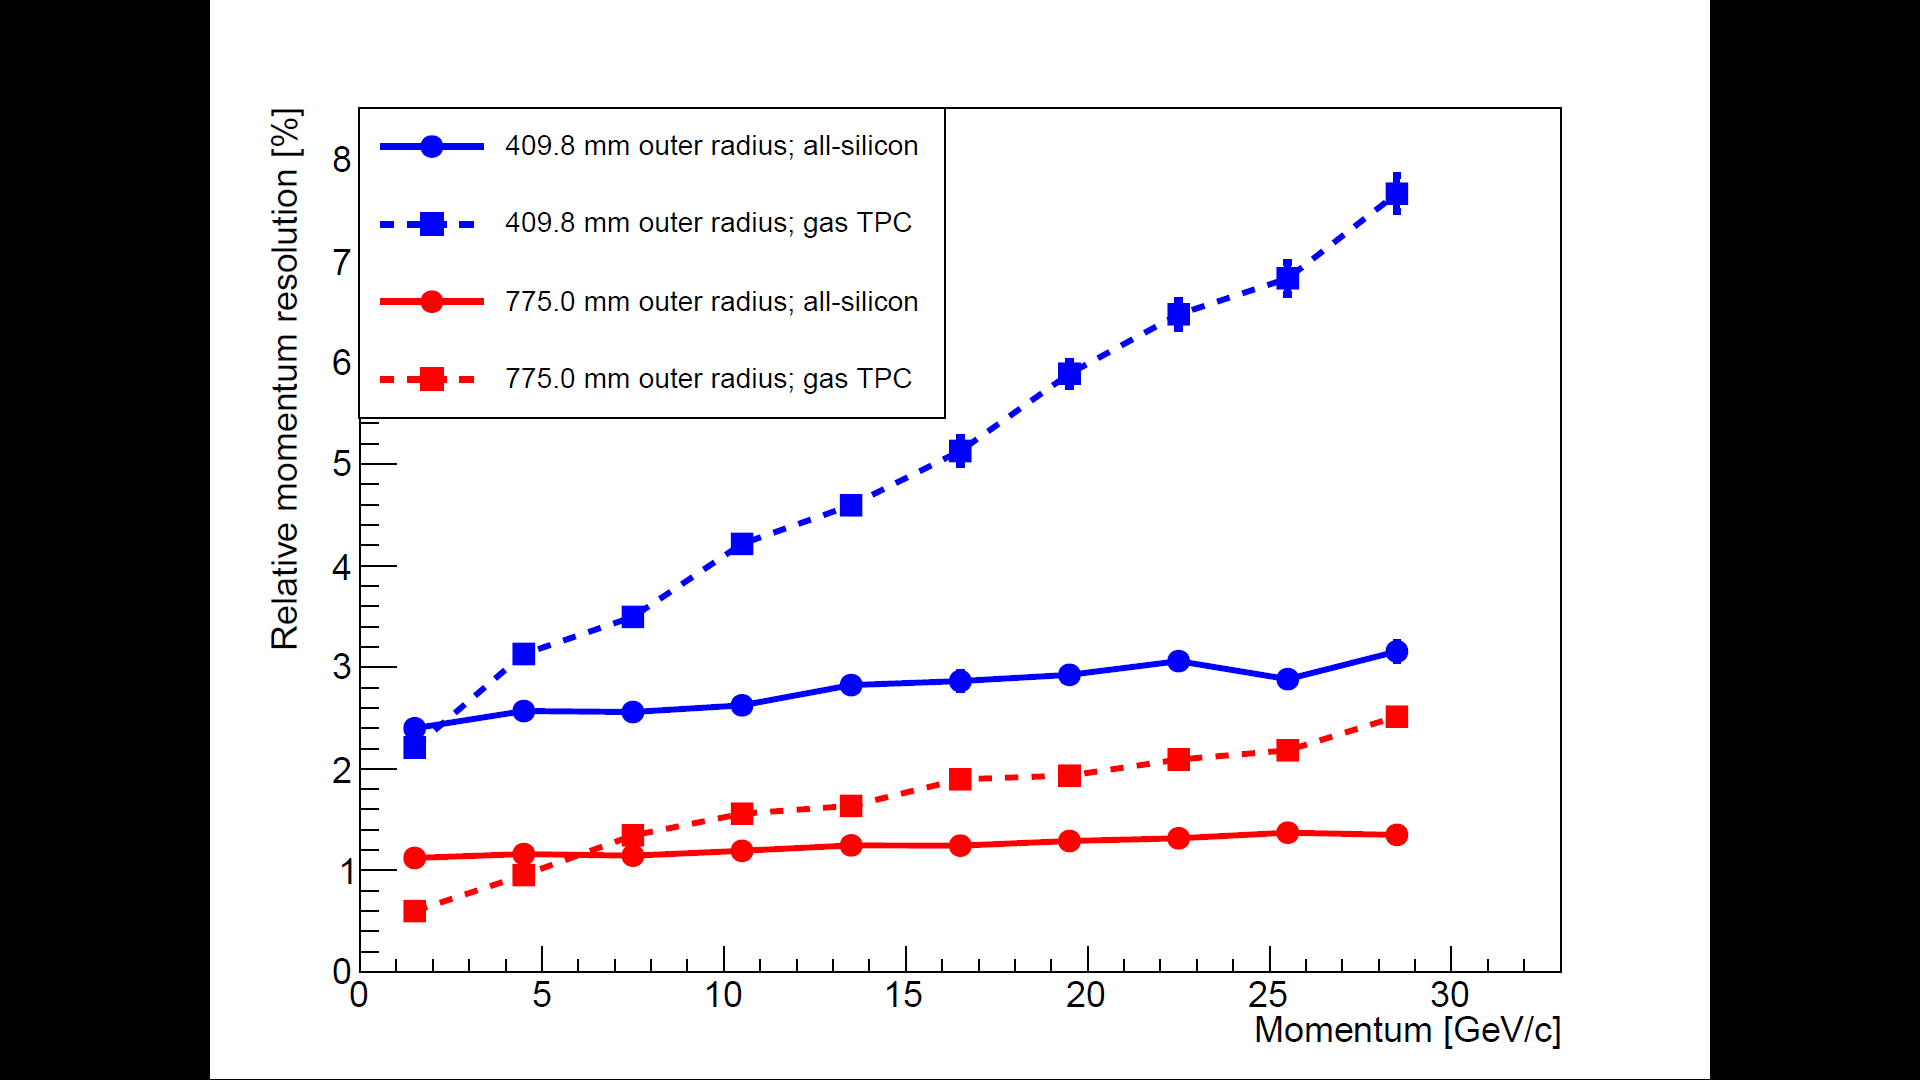 Relative momentum resolution [%]
409.8 mm outer radius; all-silicon
409.8 mm outer radius; gas TPC
775.0 mm outer radius; all-silicon
775.0 mm outer radius; gas TPC
8
7
6
5
4
3
2
1
0
0 5 10 15 20 25 30
Momentum [GeV/c]